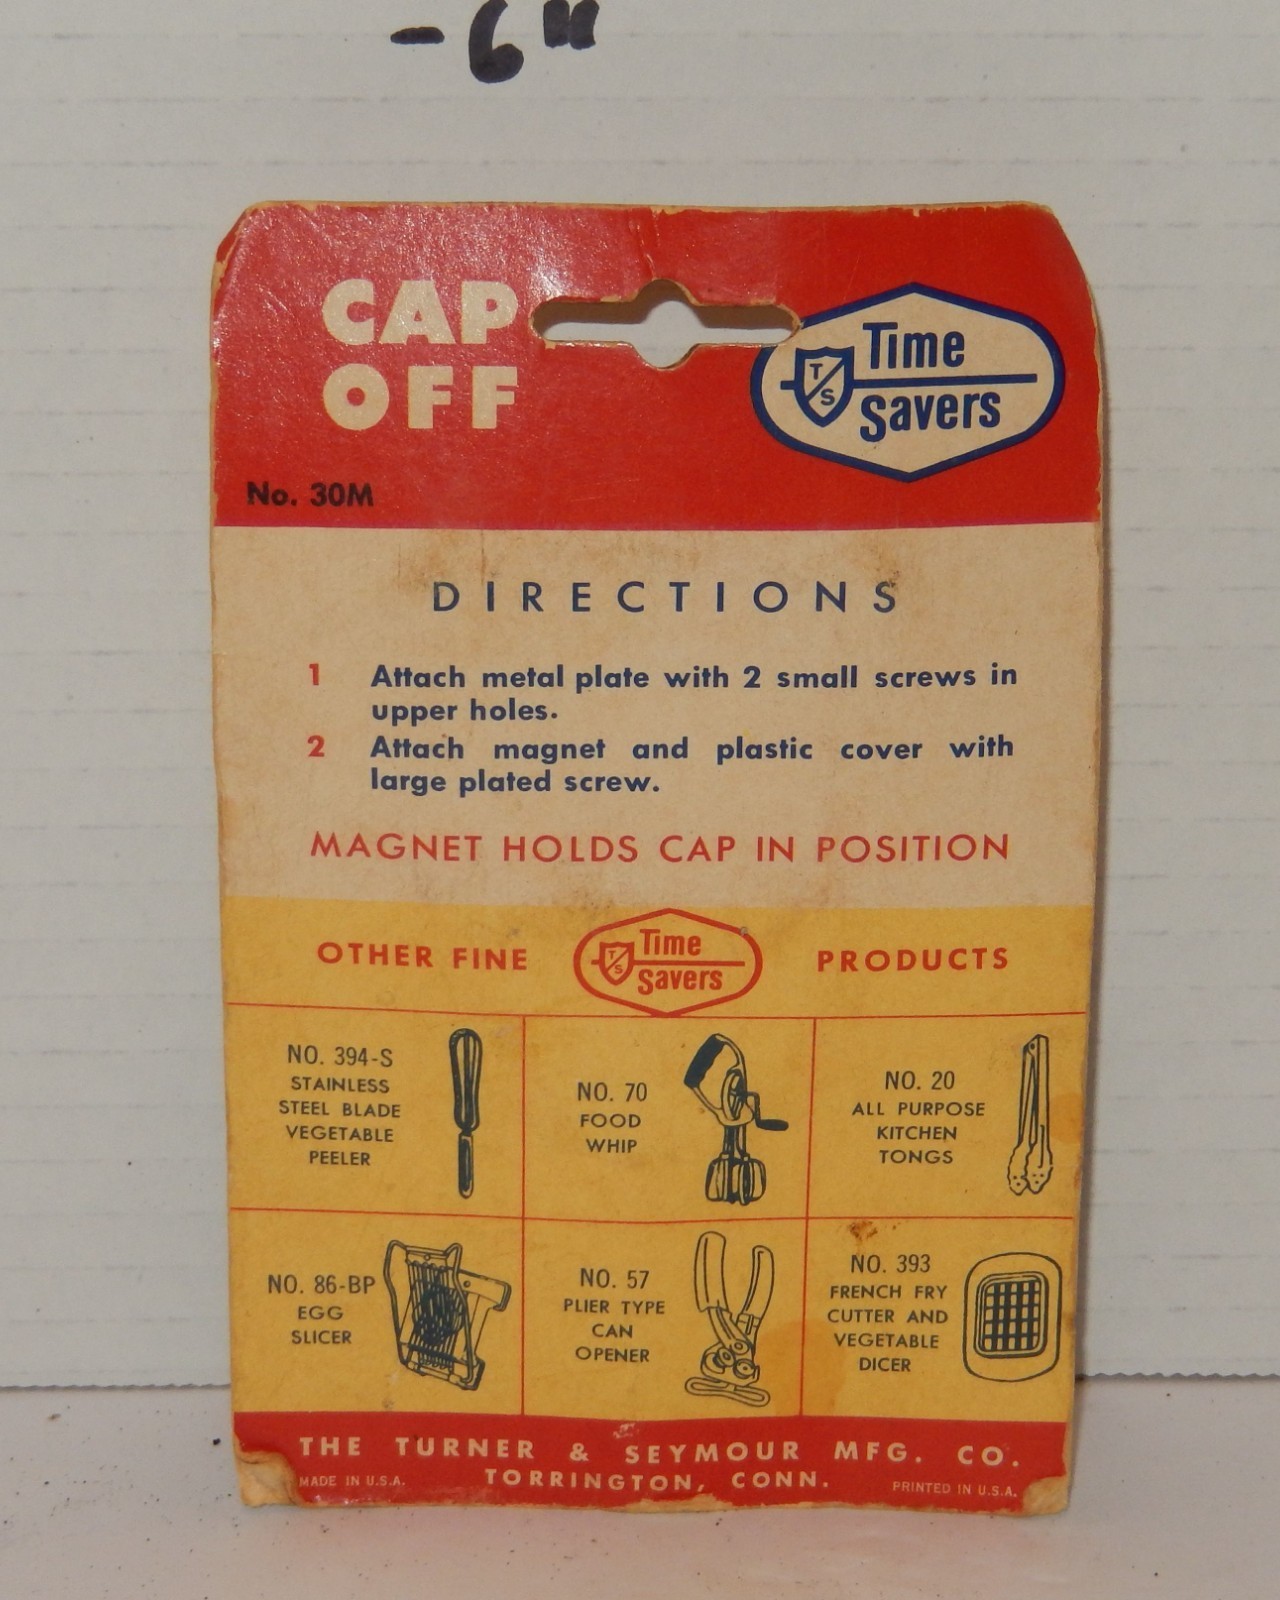 -6"
CAP
OFF
T/S
Time
Savers
No. 30M
DIRECTIONS
1 Attach metal plate with 2 small screws in
upper holes.
2 Attach magnet and plastic cover with
large plated screw.
MAGNET HOLDS CAP IN POSITION
OTHER FINE T/S Time Savers PRODUCTS
NO. 394-S
STAINLESS
STEEL BLADE
VEGETABLE
PEELER
NO. 70
FOOD
WHIP
NO. 20
ALL PURPOSE
KITCHEN
TONGS
NO. 86-BP
EGG
SLICER
NO. 57
PLIER TYPE
CAN
OPENER
NO. 393
FRENCH FRY
CUTTER AND
VEGETABLE
DICER
THE TURNER & SEYMOUR MFG. CO.
MADE IN U.S.A. TORRINGTON, CONN. PRINTED IN U.S.A.